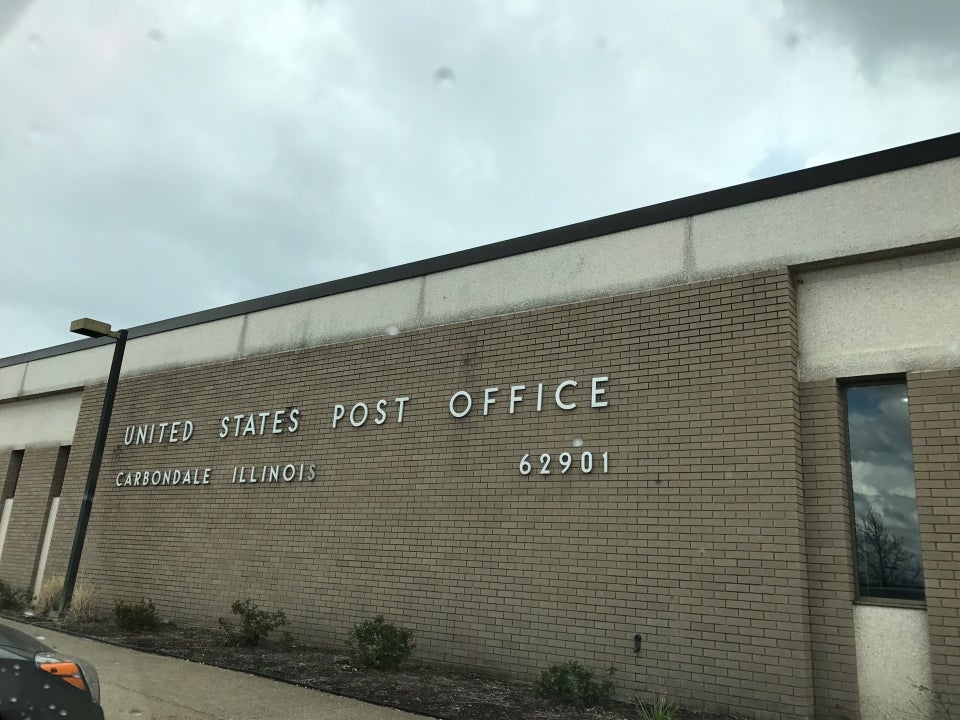 UNITED STATES POST OFFICE
CARBONDALE ILLINOIS 62901